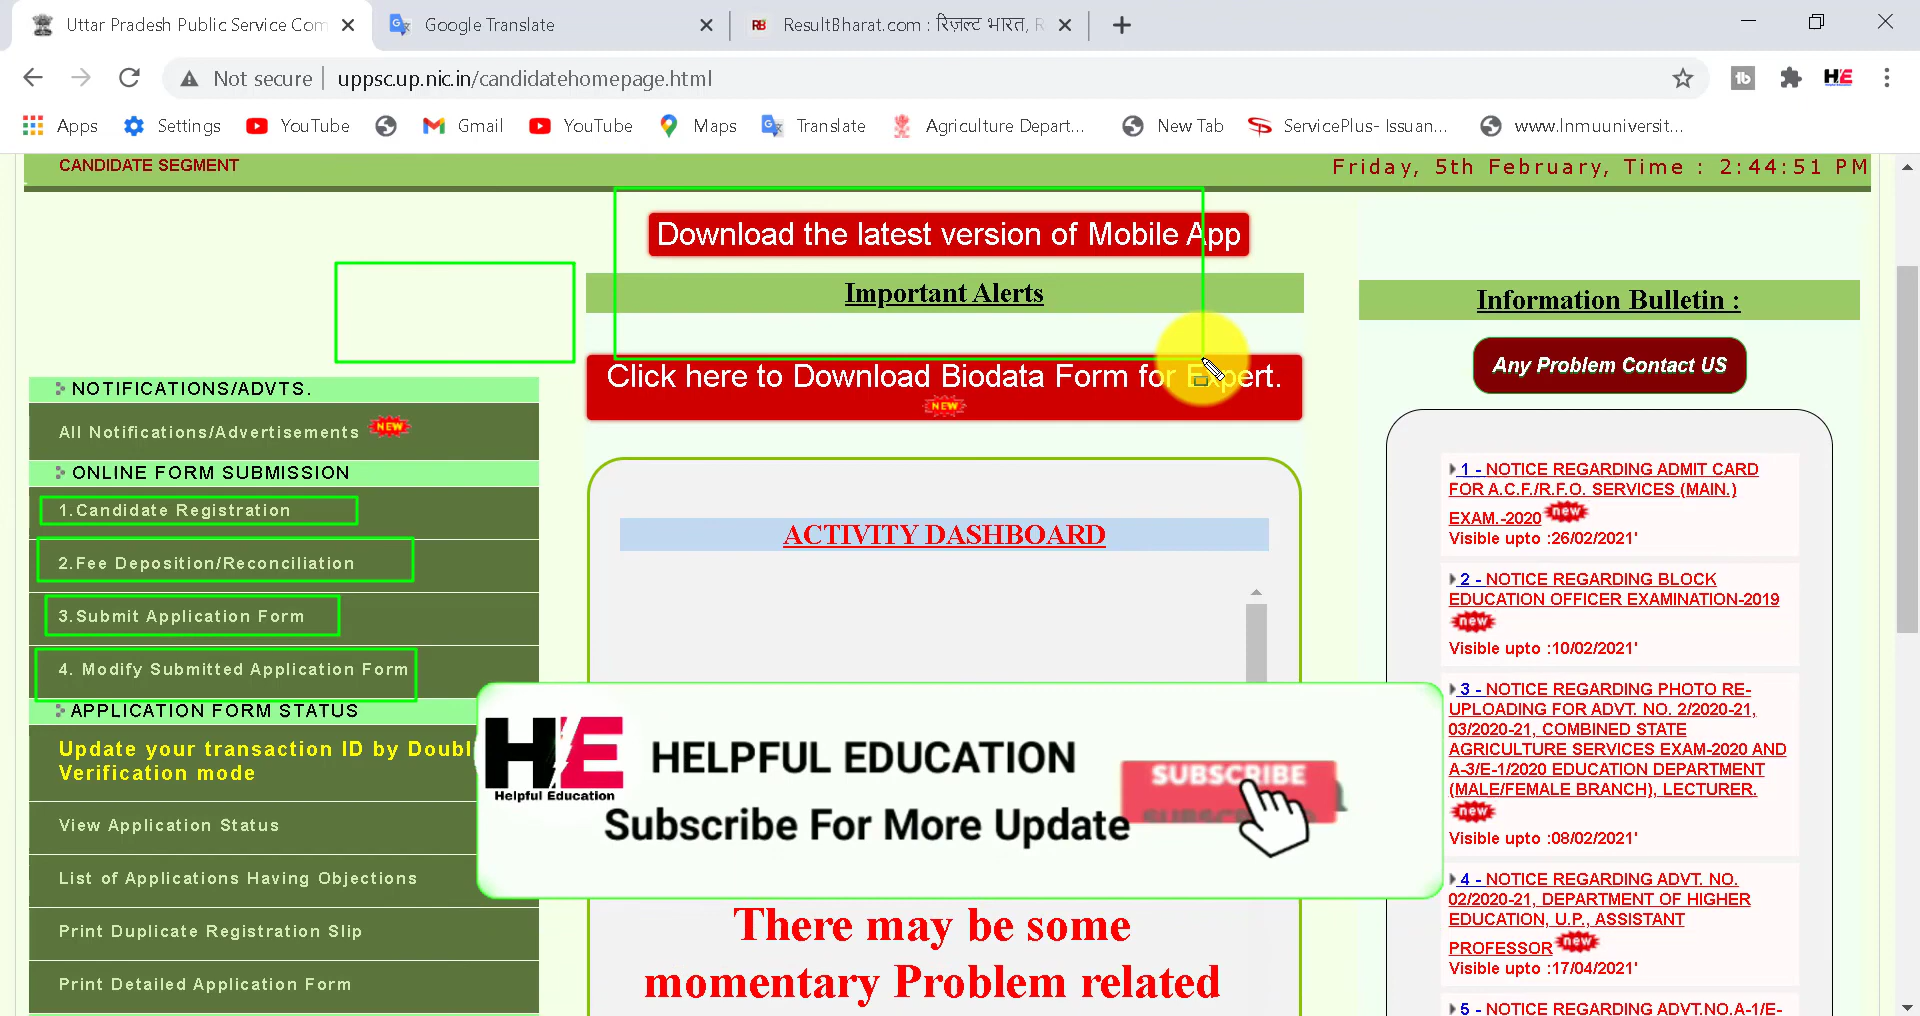 Uttar Pradesh Public Service Com
Google Translate
ResultBharat.com : रिज़ल्ट भारत, R
Not secure
uppsc.up.nic.in/candidatehomepage.html
Apps
Settings
YouTube
Gmail
YouTube
Maps
Translate
Agriculture Depart...
New Tab
ServicePlus- Issuan...
www.lnmuuniversit...
CANDIDATE SEGMENT
Friday, 5th February, Time : 2:44:51 PM
Download the latest version of Mobile App
Important Alerts
Click here to Download Biodata Form for Expert.
NEW
ACTIVITY DASHBOARD
There may be some
momentary Problem related
NOTIFICATIONS/ADVTS.
All Notifications/Advertisements NEW
ONLINE FORM SUBMISSION
1.Candidate Registration
2.Fee Deposition/Reconciliation
3.Submit Application Form
4. Modify Submitted Application Form
APPLICATION FORM STATUS
Update your transaction ID by Doubl
Verification mode
View Application Status
List of Applications Having Objections
Print Duplicate Registration Slip
Print Detailed Application Form
HE
Helpful Education
HELPFUL EDUCATION
Subscribe For More Update
SUBSCRIBE
Information Bulletin :
Any Problem Contact US
1 - NOTICE REGARDING ADMIT CARD
FOR A.C.F./R.F.O. SERVICES (MAIN.)
EXAM.-2020 new
Visible upto :26/02/2021'
2 - NOTICE REGARDING BLOCK
EDUCATION OFFICER EXAMINATION-2019
new
Visible upto :10/02/2021'
3 - NOTICE REGARDING PHOTO RE-
UPLOADING FOR ADVT. NO. 2/2020-21,
03/2020-21, COMBINED STATE
AGRICULTURE SERVICES EXAM-2020 AND
A-3/E-1/2020 EDUCATION DEPARTMENT
(MALE/FEMALE BRANCH), LECTURER.
new
Visible upto :08/02/2021'
4 - NOTICE REGARDING ADVT. NO.
02/2020-21, DEPARTMENT OF HIGHER
EDUCATION, U.P., ASSISTANT
PROFESSOR new
Visible upto :17/04/2021'
5 - NOTICE REGARDING ADVT.NO.A-1/E-